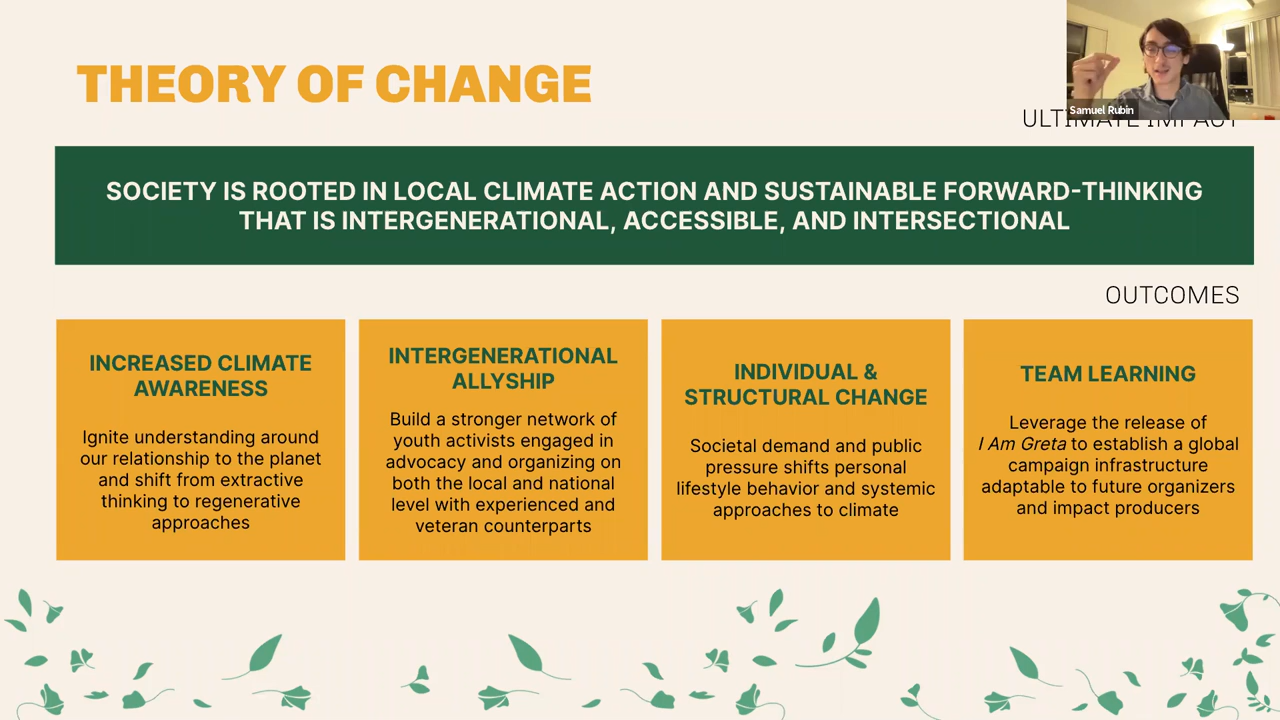 THEORY OF CHANGE
Samuel Rubin
ULTIMATE IMPACT
SOCIETY IS ROOTED IN LOCAL CLIMATE ACTION AND SUSTAINABLE FORWARD-THINKING
THAT IS INTERGENERATIONAL, ACCESSIBLE, AND INTERSECTIONAL
OUTCOMES
INCREASED CLIMATE
AWARENESS
Ignite understanding around
our relationship to the planet
and shift from extractive
thinking to regenerative
approaches
INTERGENERATIONAL
ALLYSHIP
Build a stronger network of
youth activists engaged in
advocacy and organizing on
both the local and national
level with experienced and
veteran counterparts
INDIVIDUAL &
STRUCTURAL CHANGE
Societal demand and public
pressure shifts personal
lifestyle behavior and systemic
approaches to climate
TEAM LEARNING
Leverage the release of
I Am Greta to establish a global
campaign infrastructure
adaptable to future organizers
and impact producers